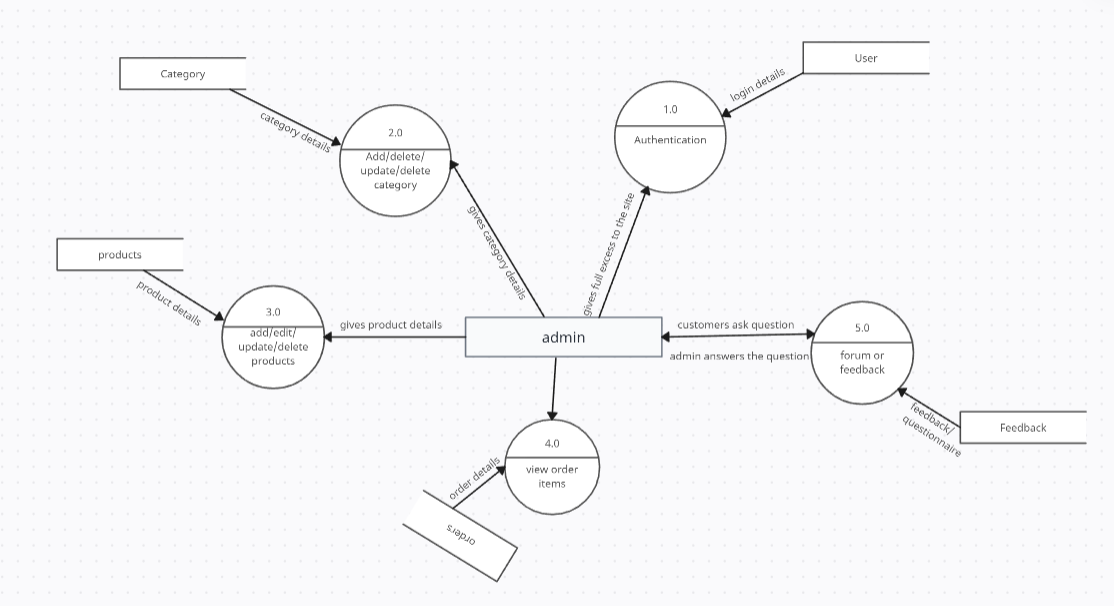 User
Category
login details
1.0
Authentication
category details
2.0
Add/delete/
update/delete
category
gives category details
gives full excess to the site
products
product details
3.0
add/edit/
update/delete
products
gives product details
admin
customers ask question
admin answers the question
5.0
forum or
feedback
feedback/
questionnaire
Feedback
4.0
view order
items
order details
orders